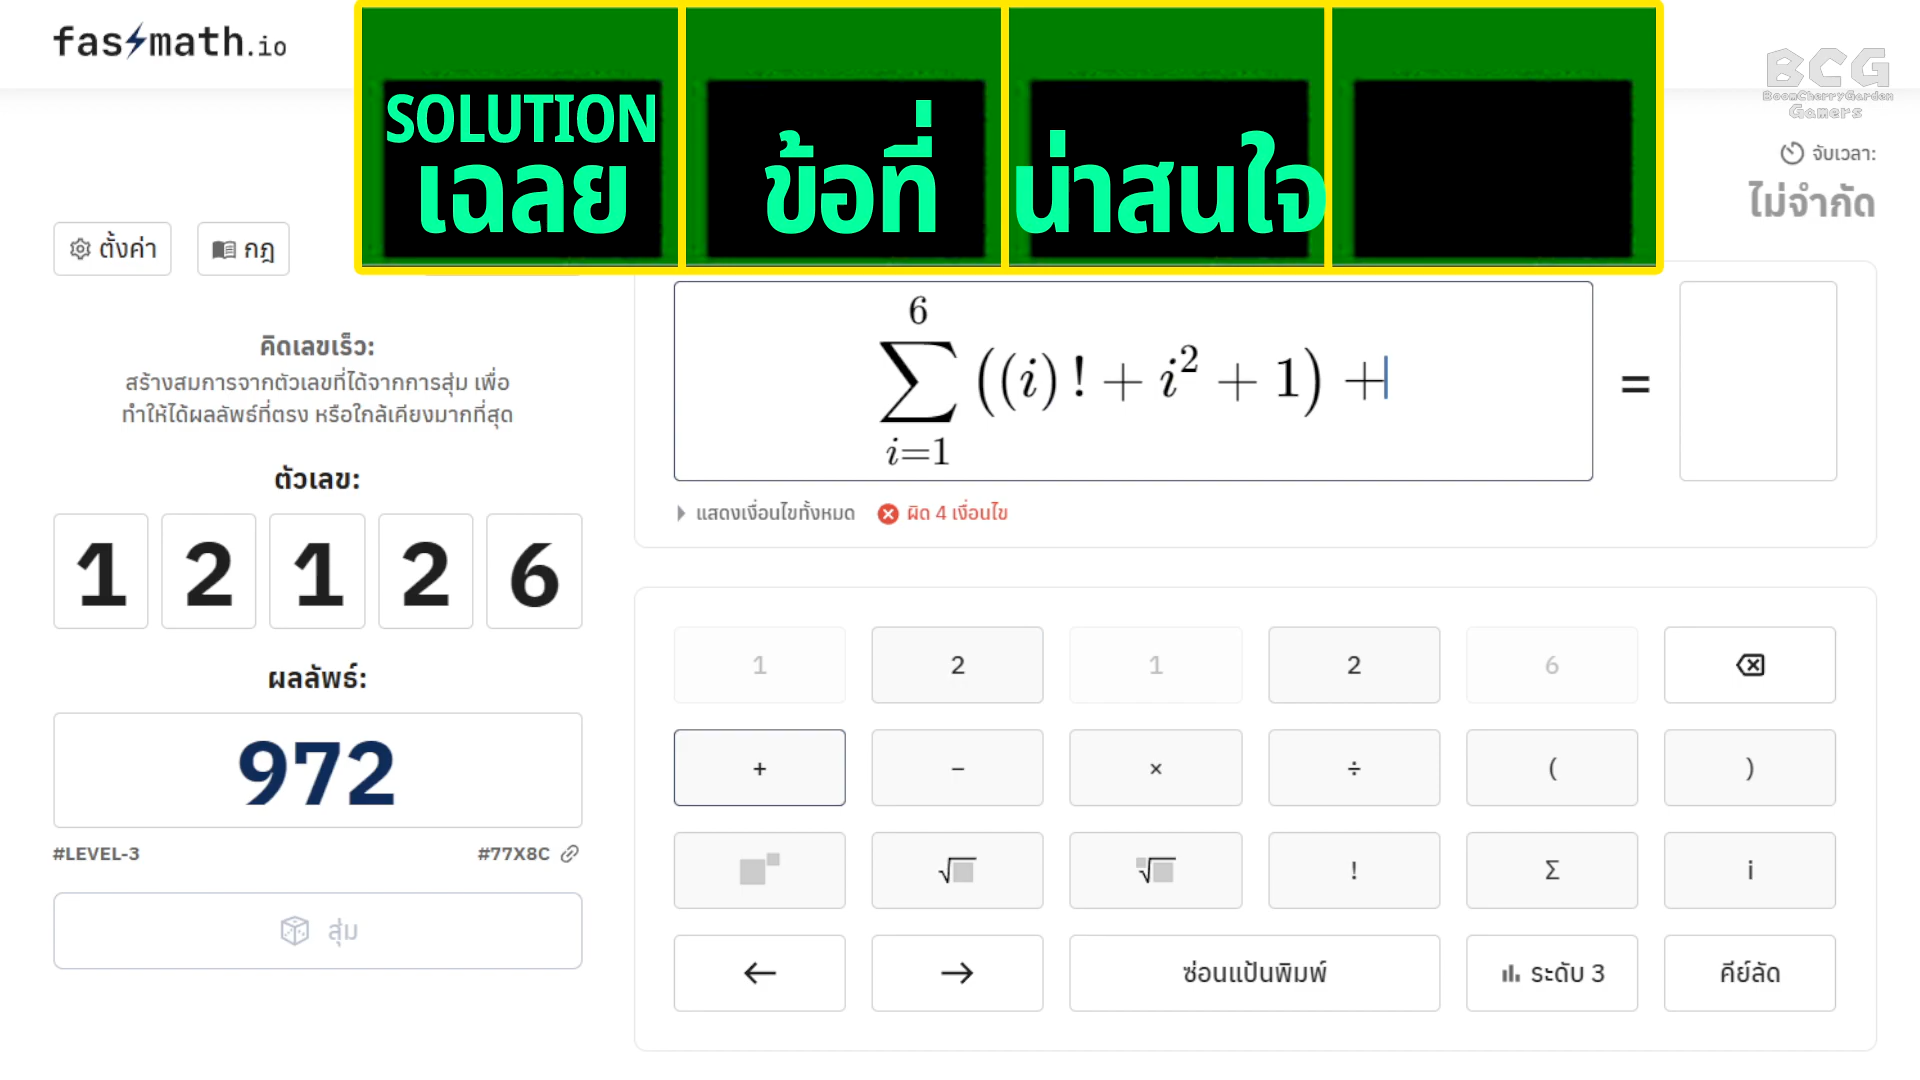 fastmath.io
SOLUTION
เฉลย ข้อที่ น่าสนใจ
BCG
BoomCherryGarden
Gamers
จับเวลา:
ไม่จำกัด
ตั้งค่า
กฎ
คิดเลขเร็ว:
สร้างสมการจากตัวเลขที่ได้จากการสุ่ม เพื่อ
ทำให้ได้ผลลัพธ์ที่ตรง หรือใกล้เคียงมากที่สุด
ตัวเลข:
1 2 1 2 6
ผลลัพธ์:
972
#LEVEL-3 #77X8C
สุ่ม
6
∑ ((i)! + i² + 1) + =
i=1
แสดงเงื่อนไขทั้งหมด ผิด 4 เงื่อนไข
1 2 1 2 6
+ − × ÷ ( )
√ √ ! Σ i
← → ซ่อนแป้นพิมพ์ ระดับ 3 คีย์ลัด